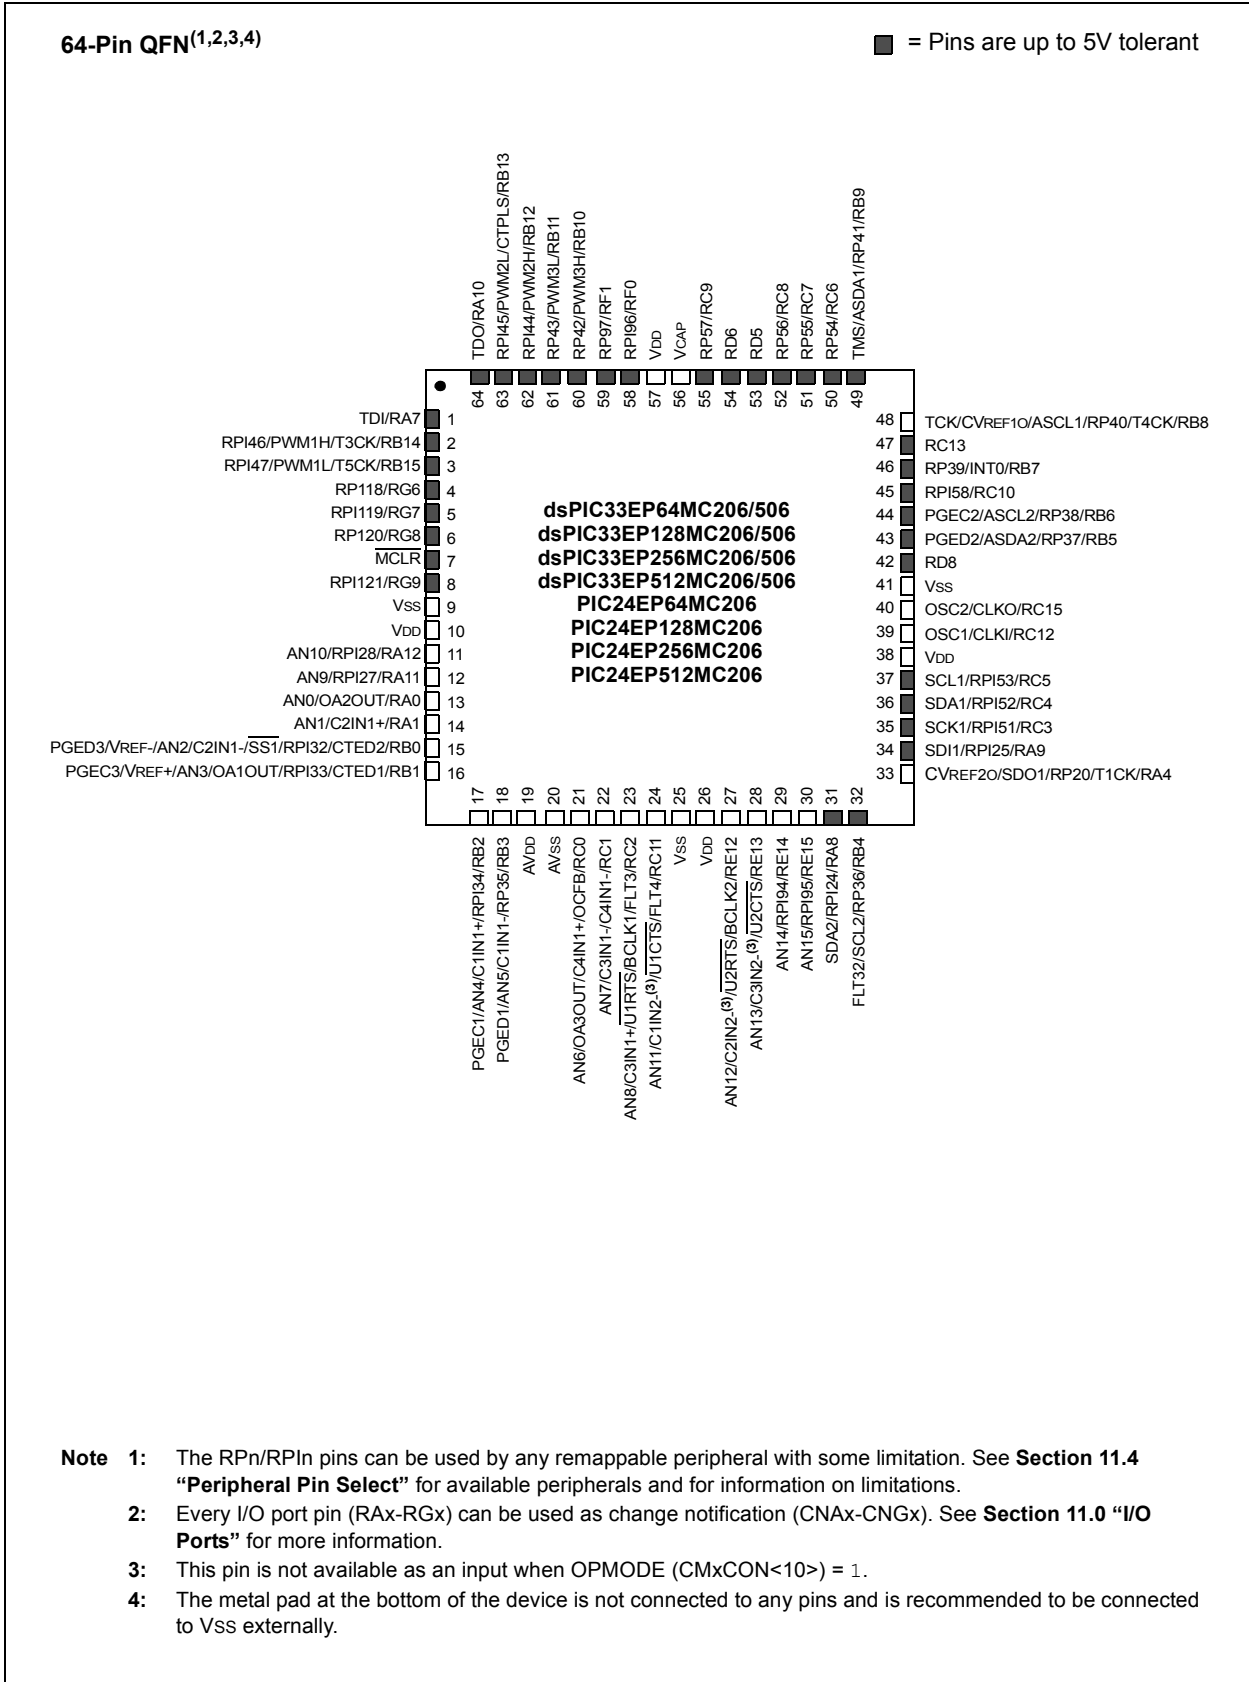 64-Pin QFN(1,2,3,4)
= Pins are up to 5V tolerant
TDO/RA10
RPI45/PWM2L/CTPLS/RB13
RPI44/PWM2H/RB12
RP43/PWM3L/RB11
RP42/PWM3H/RB10
RP97/RF1
RPI96/RF0
VDD
VCAP
RP57/RC9
RD6
RD5
RP56/RC8
RP55/RC7
RP54/RC6
TMS/ASDA1/RP41/RB9
64 63 62 61 60 59 58 57 56 55 54 53 52 51 50 49
TDI/RA7 1
RPI46/PWM1H/T3CK/RB14 2
RPI47/PWM1L/T5CK/RB15 3
RP118/RG6 4
RPI119/RG7 5
RP120/RG8 6
MCLR 7
RPI121/RG9 8
VSS 9
VDD 10
AN10/RPI28/RA12 11
AN9/RPI27/RA11 12
AN0/OA2OUT/RA0 13
AN1/C2IN1+/RA1 14
PGED3/VREF-/AN2/C2IN1-/SS1/RPI32/CTED2/RB0 15
PGEC3/VREF+/AN3/OA1OUT/RPI33/CTED1/RB1 16
dsPIC33EP64MC206/506
dsPIC33EP128MC206/506
dsPIC33EP256MC206/506
dsPIC33EP512MC206/506
PIC24EP64MC206
PIC24EP128MC206
PIC24EP256MC206
PIC24EP512MC206
48 TCK/CVREF1O/ASCL1/RP40/T4CK/RB8
47 RC13
46 RP39/INT0/RB7
45 RPI58/RC10
44 PGEC2/ASCL2/RP38/RB6
43 PGED2/ASDA2/RP37/RB5
42 RD8
41 VSS
40 OSC2/CLKO/RC15
39 OSC1/CLKI/RC12
38 VDD
37 SCL1/RPI53/RC5
36 SDA1/RPI52/RC4
35 SCK1/RPI51/RC3
34 SDI1/RPI25/RA9
33 CVREF2O/SDO1/RP20/T1CK/RA4
17 18 19 20 21 22 23 24 25 26 27 28 29 30 31 32
PGEC1/AN4/C1IN1+/RPI34/RB2
PGED1/AN5/C1IN1-/RP35/RB3
AVDD
AVSS
AN6/OA3OUT/C4IN1+/OCFB/RC0
AN7/C3IN1-/C4IN1-/RC1
AN8/C3IN1+/U1RTS/BCLK1/FLT3/RC2
AN11/C1IN2-(3)/U1CTS/FLT4/RC11
VSS
VDD
AN12/C2IN2-(3)/U2RTS/BCLK2/RE12
AN13/C3IN2-(3)/U2CTS/RE13
AN14/RPI94/RE14
AN15/RPI95/RE15
SDA2/RPI24/RA8
FLT32/SCL2/RP36/RB4
Note 1: The RPn/RPIn pins can be used by any remappable peripheral with some limitation. See Section 11.4
“Peripheral Pin Select” for available peripherals and for information on limitations.
2: Every I/O port pin (RAx-RGx) can be used as change notification (CNAx-CNGx). See Section 11.0 “I/O
Ports” for more information.
3: This pin is not available as an input when OPMODE (CMxCON<10>) = 1.
4: The metal pad at the bottom of the device is not connected to any pins and is recommended to be connected
to VSS externally.